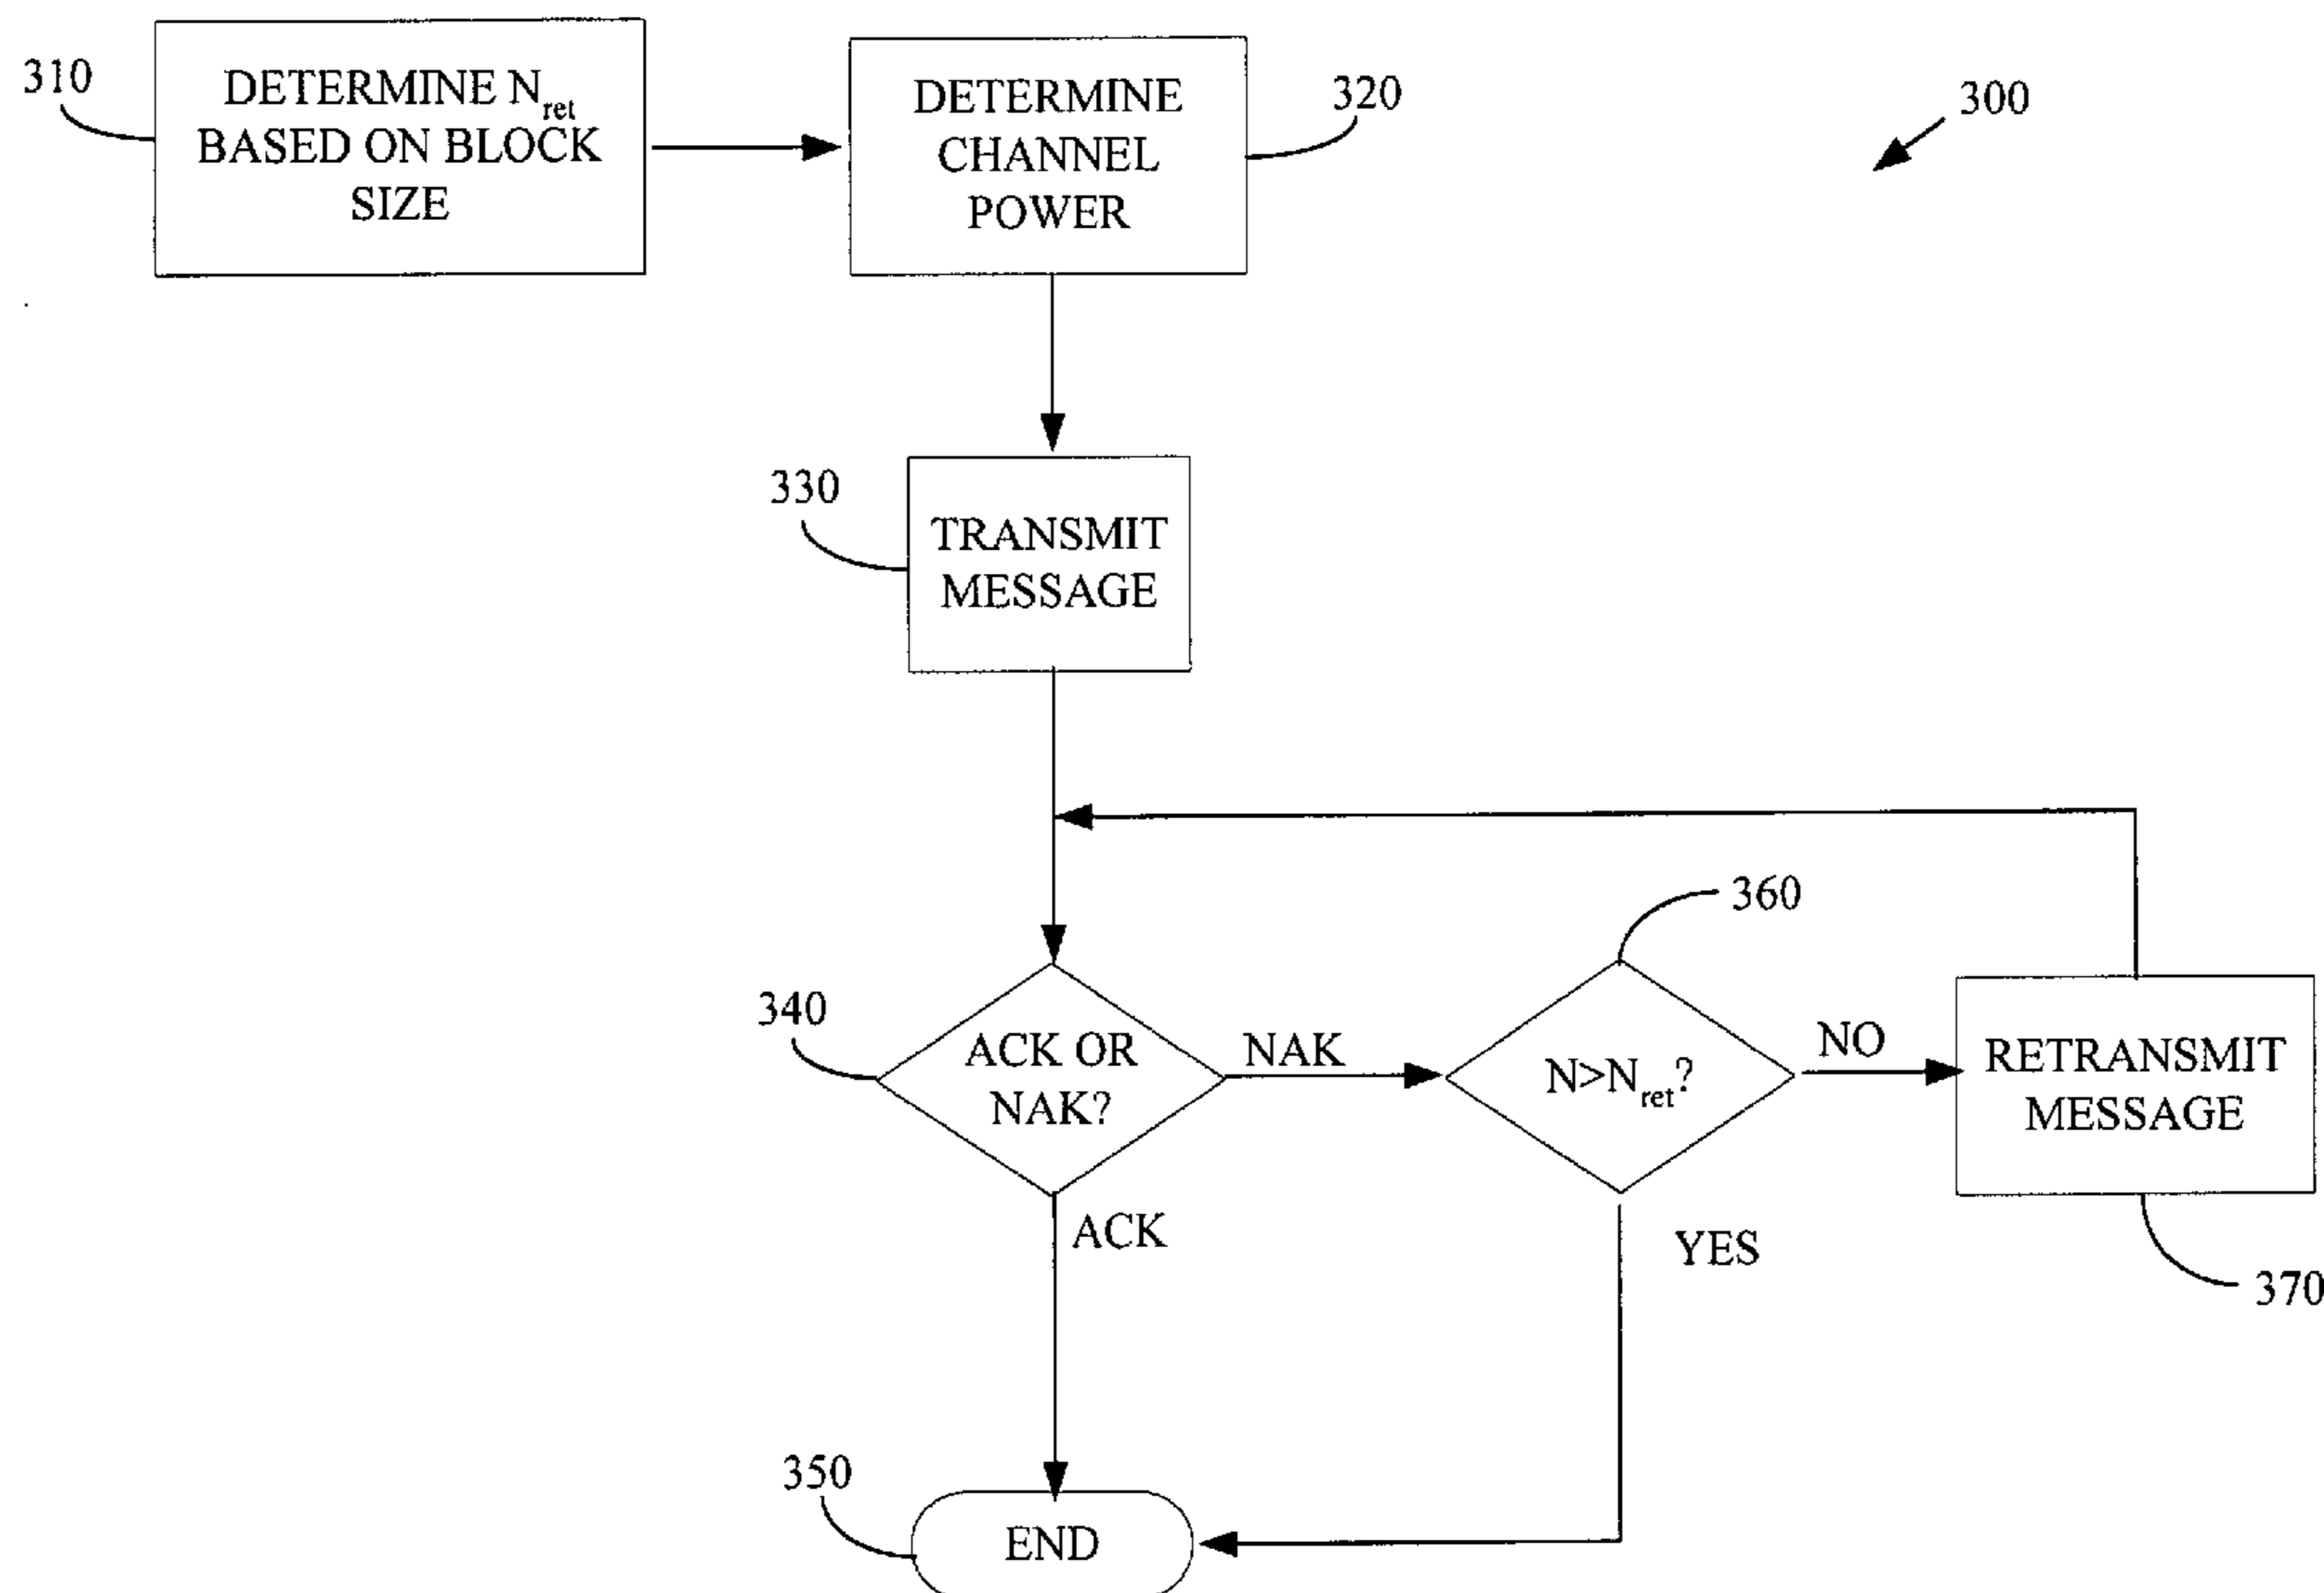 310
DETERMINE N_ret
BASED ON BLOCK
SIZE
DETERMINE
CHANNEL
POWER
320
300
330
TRANSMIT
MESSAGE
360
340
ACK OR
NAK?
NAK
N>N_ret?
NO
RETRANSMIT
MESSAGE
ACK
YES
370
350
END